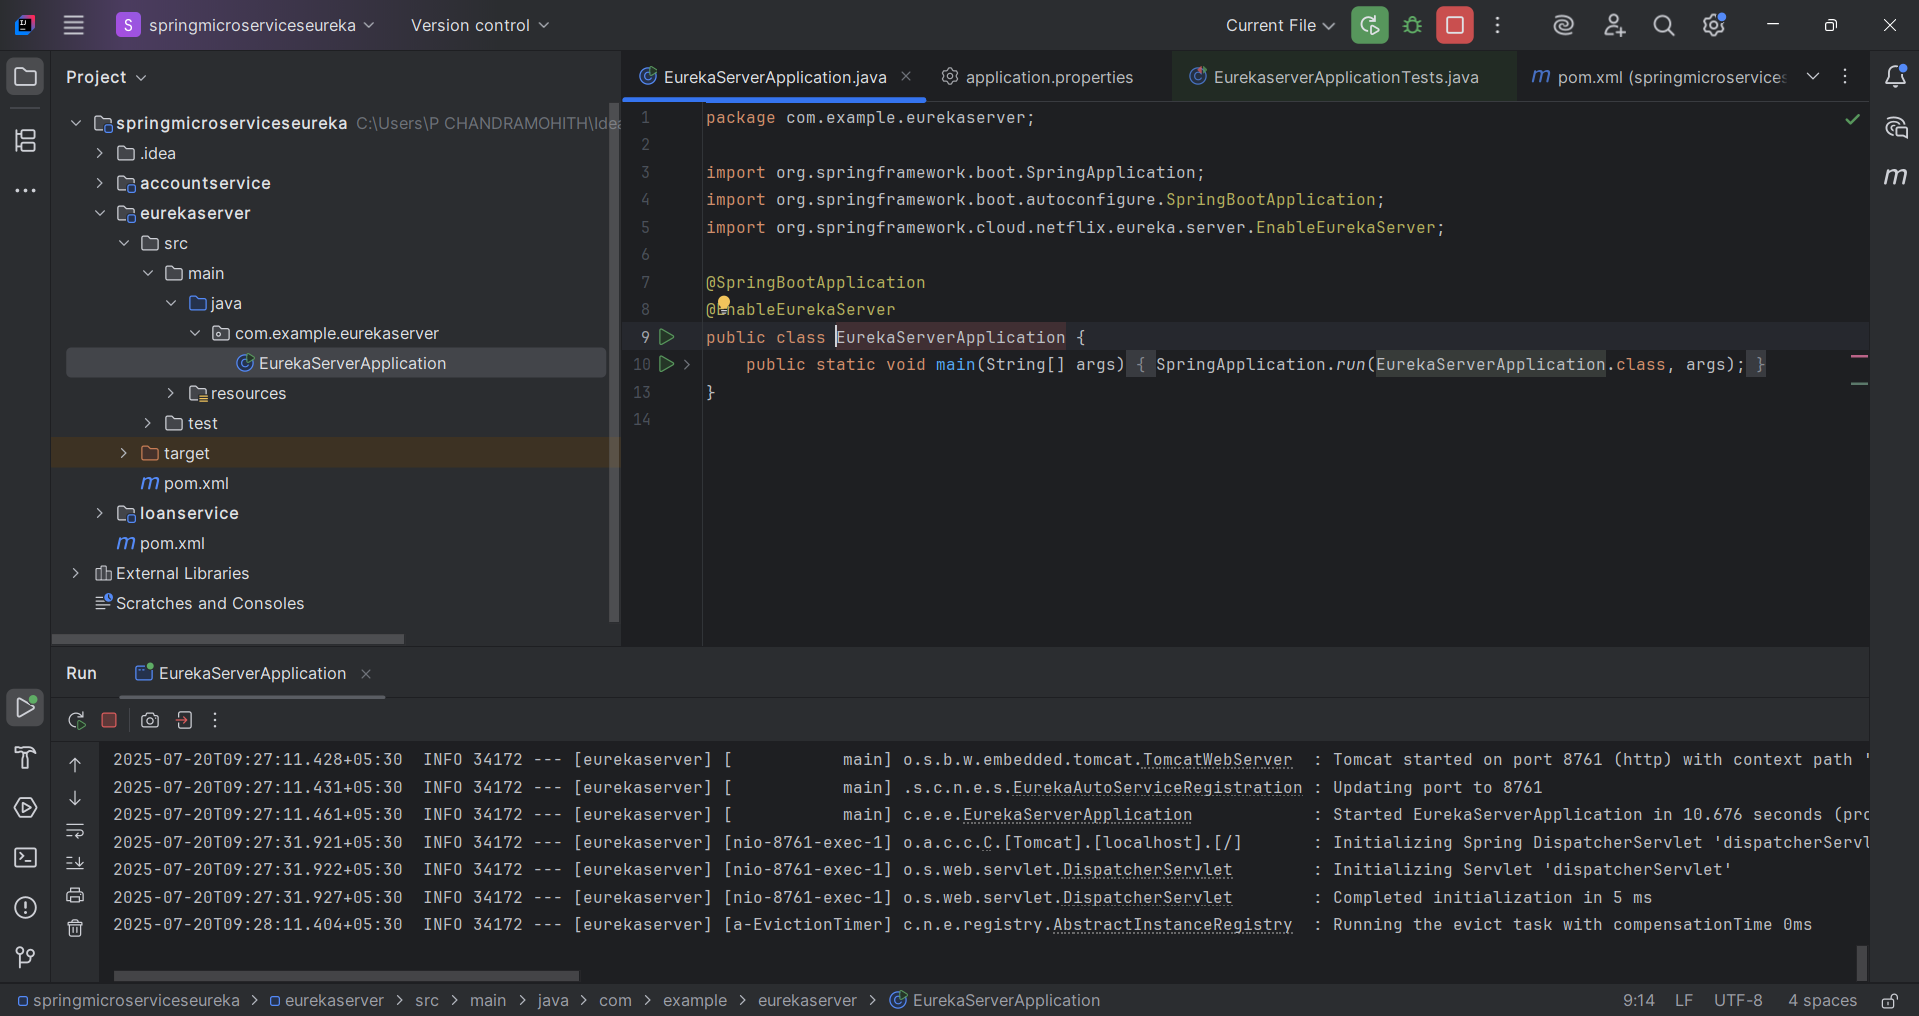 S springmicroserviceseureka Version control Current File
Project
springmicroserviceseureka C:\Users\P CHANDRAMOHITH\Idea
.idea
accountservice
eurekaserver
src
main
java
com.example.eurekaserver
EurekaServerApplication
resources
test
target
m pom.xml
loanservice
m pom.xml
External Libraries
Scratches and Consoles
EurekaServerApplication.java application.properties EurekaserverApplicationTests.java m pom.xml (springmicroservices
1 package com.example.eurekaserver;
2
3 import org.springframework.boot.SpringApplication;
4 import org.springframework.boot.autoconfigure.SpringBootApplication;
5 import org.springframework.cloud.netflix.eureka.server.EnableEurekaServer;
6
7 @SpringBootApplication
8 @EnableEurekaServer
9 public class EurekaServerApplication {
10 public static void main(String[] args) { SpringApplication.run(EurekaServerApplication.class, args); }
13 }
14
m
Run EurekaServerApplication
2025-07-20T09:27:11.428+05:30 INFO 34172 --- [eurekaserver] [ main] o.s.b.w.embedded.tomcat.TomcatWebServer : Tomcat started on port 8761 (http) with context path '
2025-07-20T09:27:11.431+05:30 INFO 34172 --- [eurekaserver] [ main] .s.c.n.e.s.EurekaAutoServiceRegistration : Updating port to 8761
2025-07-20T09:27:11.461+05:30 INFO 34172 --- [eurekaserver] [ main] c.e.e.EurekaServerApplication : Started EurekaServerApplication in 10.676 seconds (pro
2025-07-20T09:27:31.921+05:30 INFO 34172 --- [eurekaserver] [nio-8761-exec-1] o.a.c.c.C.[Tomcat].[localhost].[/] : Initializing Spring DispatcherServlet 'dispatcherServl
2025-07-20T09:27:31.922+05:30 INFO 34172 --- [eurekaserver] [nio-8761-exec-1] o.s.web.servlet.DispatcherServlet : Initializing Servlet 'dispatcherServlet'
2025-07-20T09:27:31.927+05:30 INFO 34172 --- [eurekaserver] [nio-8761-exec-1] o.s.web.servlet.DispatcherServlet : Completed initialization in 5 ms
2025-07-20T09:28:11.404+05:30 INFO 34172 --- [eurekaserver] [a-EvictionTimer] c.n.e.registry.AbstractInstanceRegistry : Running the evict task with compensationTime 0ms
springmicroserviceseureka > eurekaserver > src > main > java > com > example > eurekaserver > EurekaServerApplication 9:14 LF UTF-8 4 spaces